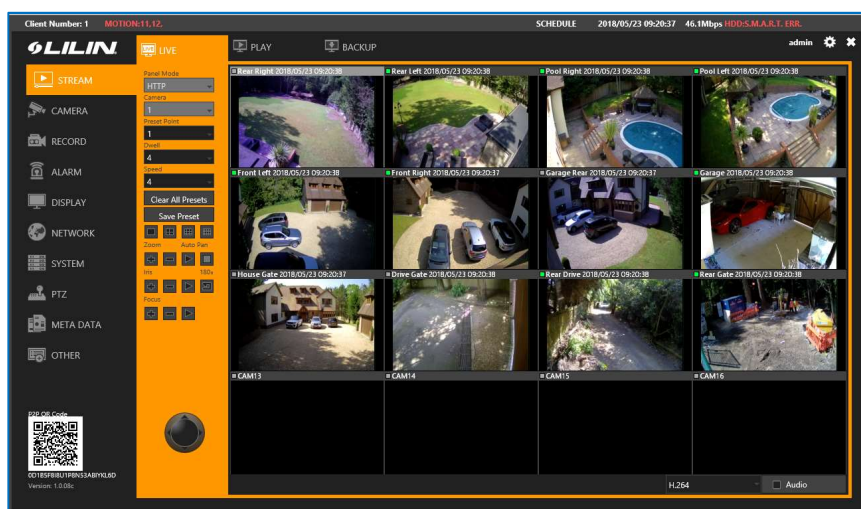 Client Number: 1 MOTION:11,12, SCHEDULE 2018/05/23 09:20:37 46.1Mbps HDD:S.M.A.R.T. ERR.
LILIN LIVE PLAY BACKUP admin
STREAM
CAMERA
RECORD
ALARM
DISPLAY
NETWORK
SYSTEM
PTZ
META DATA
OTHER
P2P QR Code
Version: 1.0.08c
Panel Mode
HTTP
Camera
1
Preset Point
1
Dwell
4
Speed
4
Clear All Presets
Save Preset
Zoom Auto Pan
Iris 180x
Focus
Rear Right 2018/05/23 09:20:38 Rear Left 2018/05/23 09:20:38 Pool Right 2018/05/23 09:20:38 Pool Left 2018/05/23 09:20:38
Front Left 2018/05/23 09:20:38 Front Right 2018/05/23 09:20:37 Garage Rear 2018/05/23 09:20:37 Garage 2018/05/23 09:20:38
House Gate 2018/05/23 09:20:37 Drive Gate 2018/05/23 09:20:38 Rear Drive 2018/05/23 09:20:38 Rear Gate 2018/05/23 09:20:38
CAM13 CAM14 CAM15 CAM16
H.264 Audio